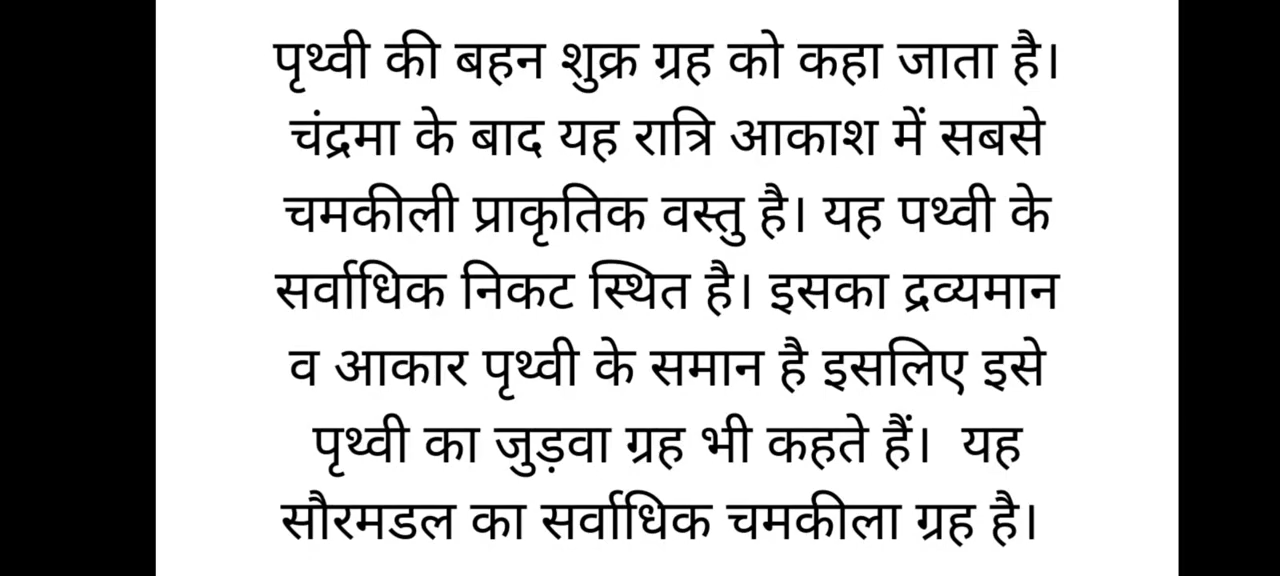 पृथ्वी की बहन शुक्र ग्रह को कहा जाता है।
चंद्रमा के बाद यह रात्रि आकाश में सबसे
चमकीली प्राकृतिक वस्तु है। यह पथ्वी के
सर्वाधिक निकट स्थित है। इसका द्रव्यमान
व आकार पृथ्वी के समान है इसलिए इसे
पृथ्वी का जुड़वा ग्रह भी कहते हैं। यह
सौरमडल का सर्वाधिक चमकीला ग्रह है।